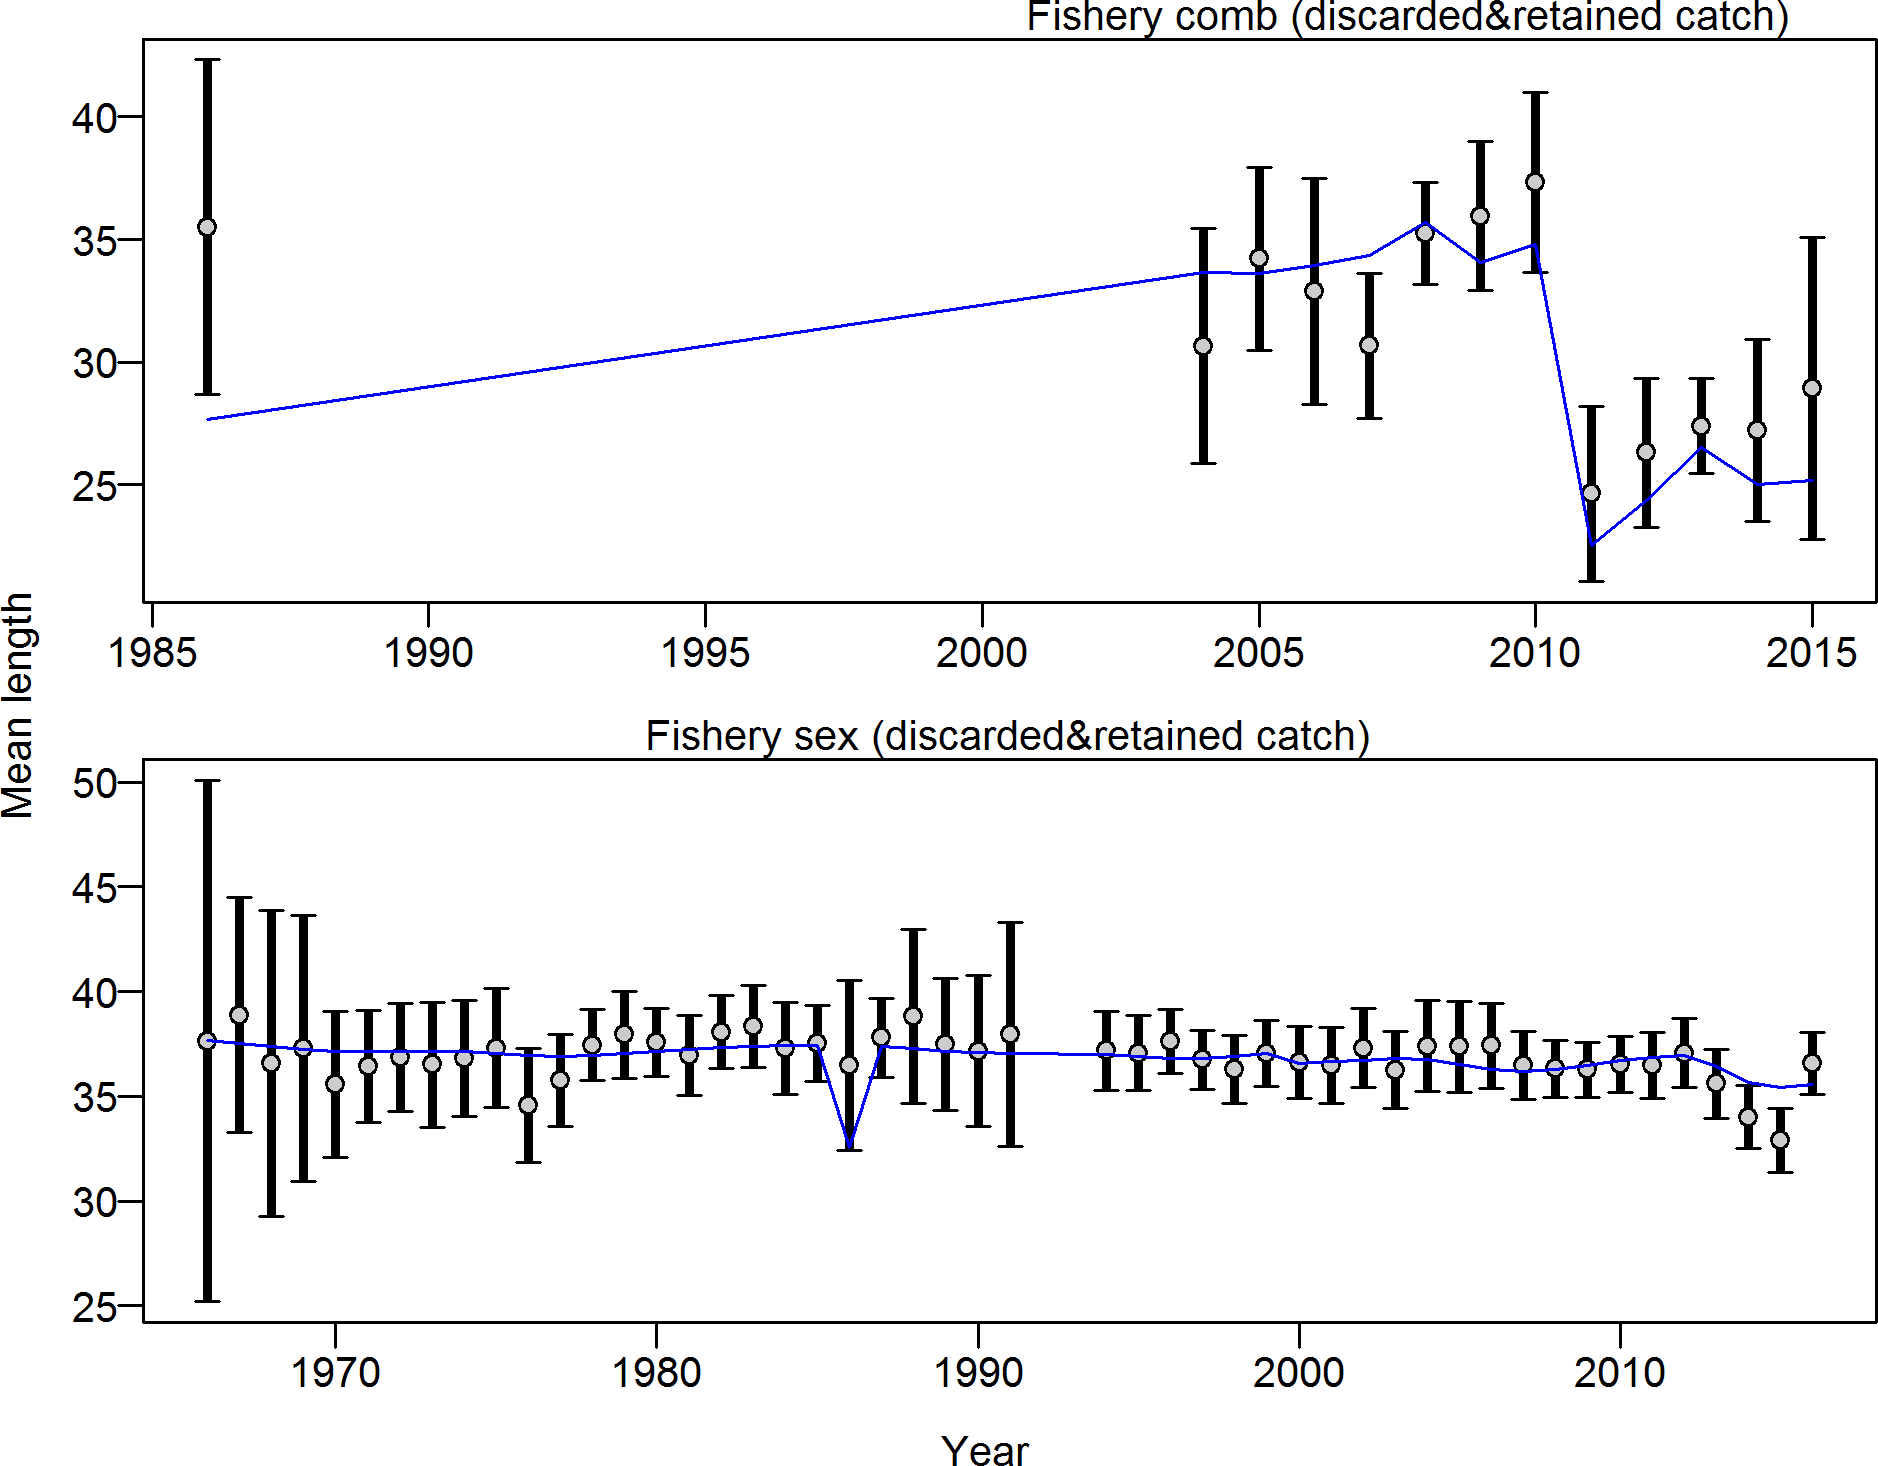 Fishery comb (discarded&retained catch)
40
35
30
25
1985 1990 1995 2000 2005 2010 2015
Mean length
Fishery sex (discarded&retained catch)
50
45
40
35
30
25
1970 1980 1990 2000 2010
Year